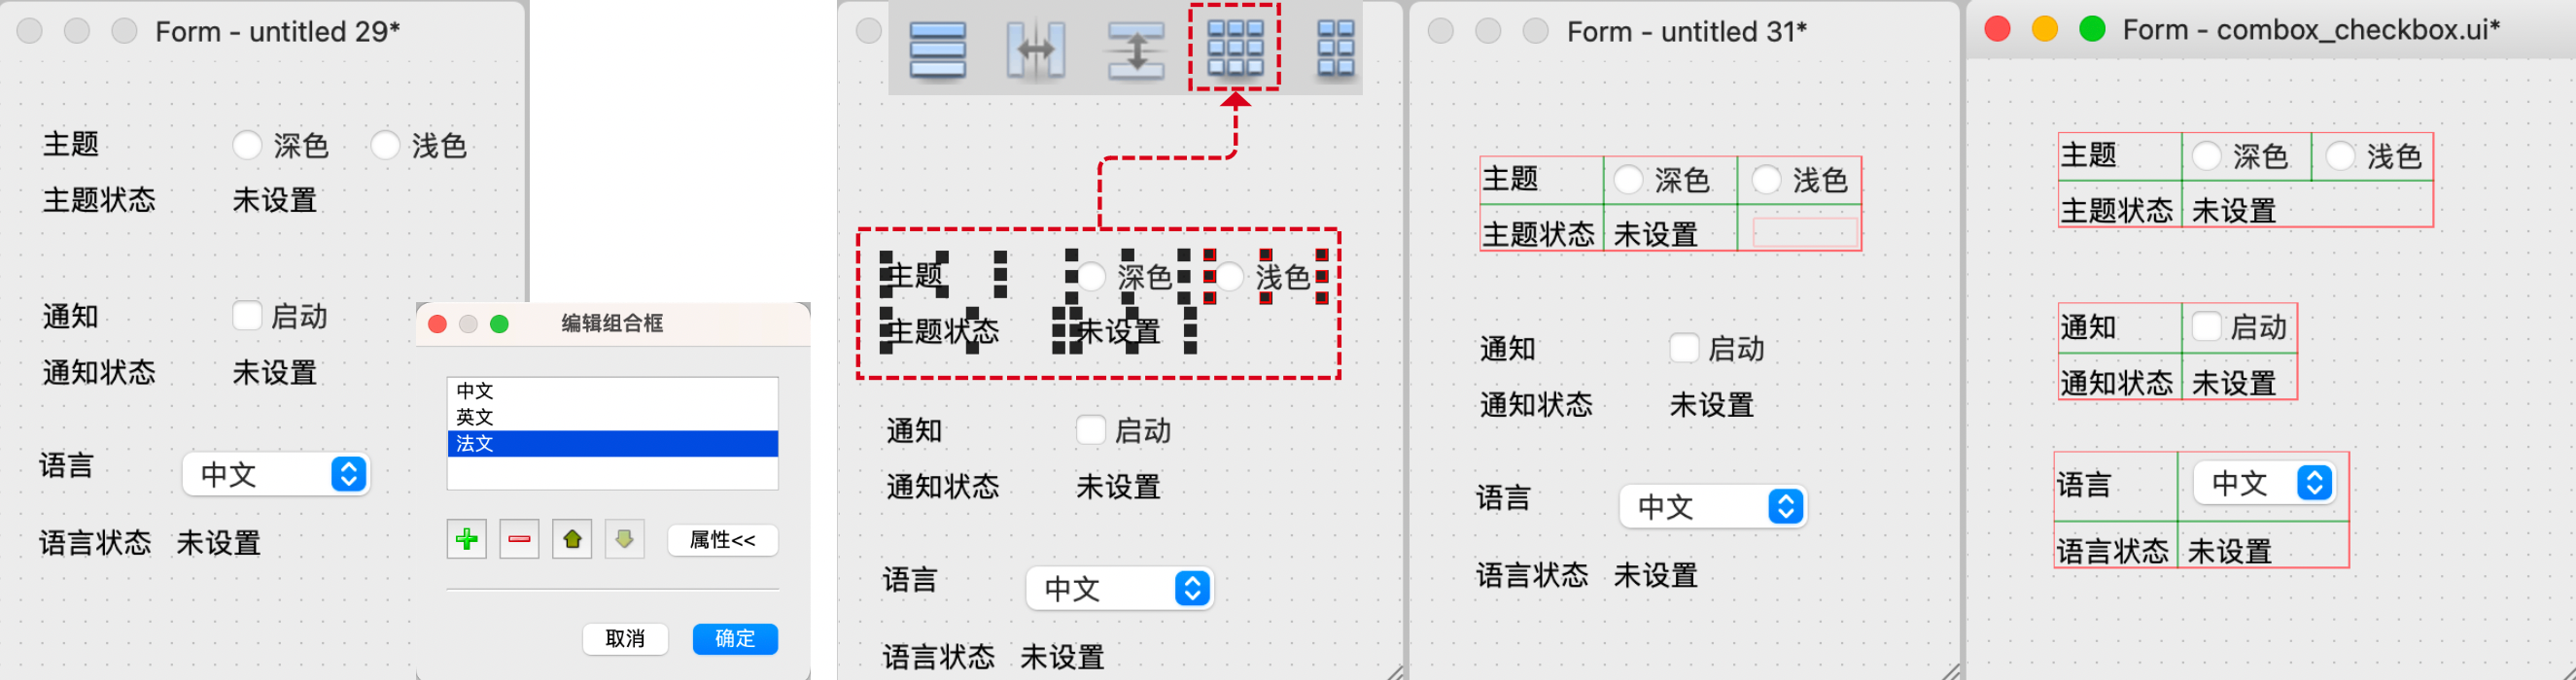 Form - untitled 29*
主题
深色
浅色
主题状态
未设置
通知
启动
通知状态
未设置
语言
中文
语言状态
未设置
编辑组合框
中文
英文
法文
属性<<
取消
确定
主题
深色
浅色
主题状态
未设置
通知
启动
通知状态
未设置
语言
中文
语言状态
未设置
Form - untitled 31*
主题
深色
浅色
主题状态
未设置
通知
启动
通知状态
未设置
语言
中文
语言状态
未设置
Form - combox_checkbox.ui*
主题
深色
浅色
主题状态
未设置
通知
启动
通知状态
未设置
语言
中文
语言状态
未设置